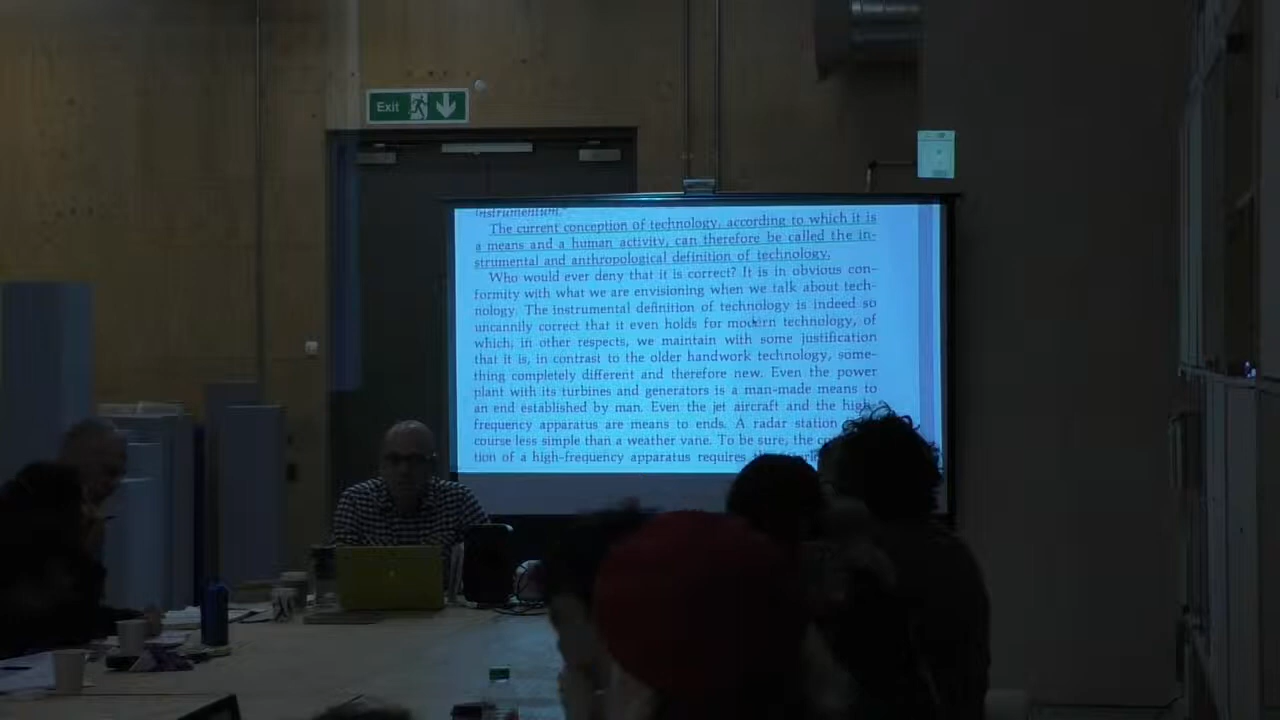 Exit
instrumentum.
The current conception of technology, according to which it is
a means and a human activity, can therefore be called the in-
strumental and anthropological definition of technology.
Who would ever deny that it is correct? It is in obvious con-
formity with what we are envisioning when we talk about tech-
nology. The instrumental definition of technology is indeed so
uncannily correct that it even holds for modern technology, of
which, in other respects, we maintain with some justification
that it is, in contrast to the older handwork technology, some-
thing completely different and therefore new. Even the power
plant with its turbines and generators is a man-made means to
an end established by man. Even the jet aircraft and the high-
frequency apparatus are means to ends. A radar station
course less simple than a weather vane. To be sure, the
tion of a high-frequency apparatus requires